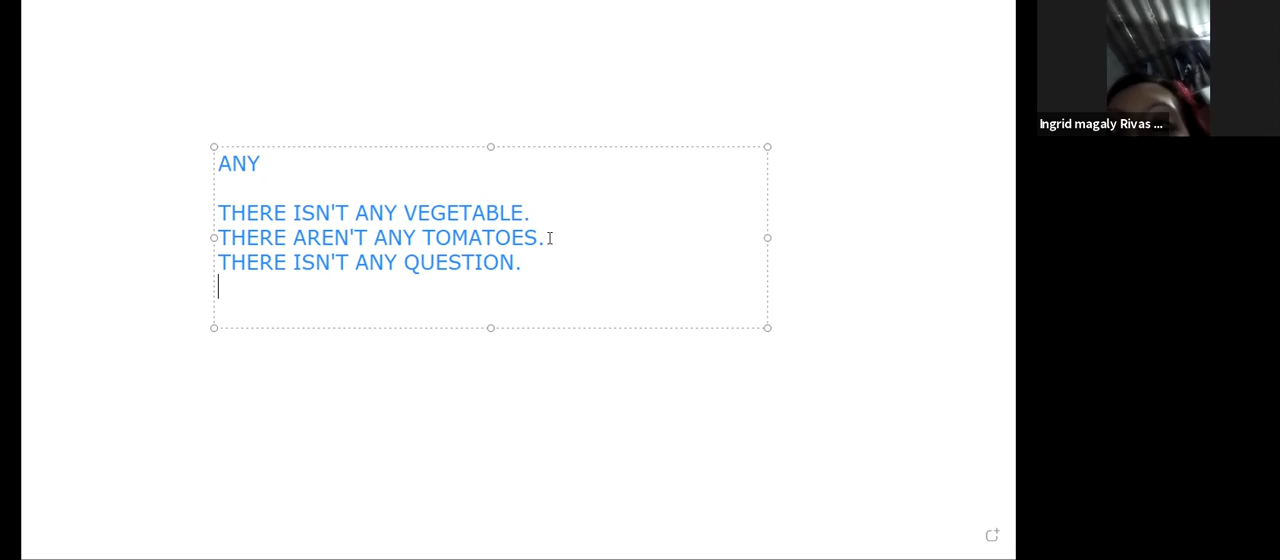 ANY
THERE ISN'T ANY VEGETABLE.
THERE AREN'T ANY TOMATOES.
THERE ISN'T ANY QUESTION.
Ingrid magaly Rivas ...